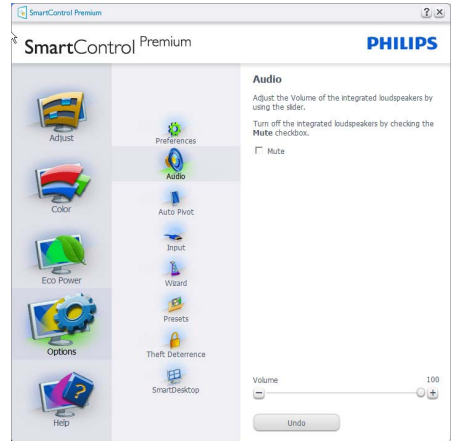 SmartControl Premium
? ×
SmartControl Premium
PHILIPS
Adjust
Color
Eco Power
Options
Help
Preferences
Audio
Auto Pivot
Input
Wizard
Presets
Theft Deterrence
SmartDesktop
Audio
Adjust the Volume of the integrated loudspeakers by
using the slider.
Turn off the integrated loudspeakers by checking the
Mute checkbox.
Mute
Volume 100
Undo